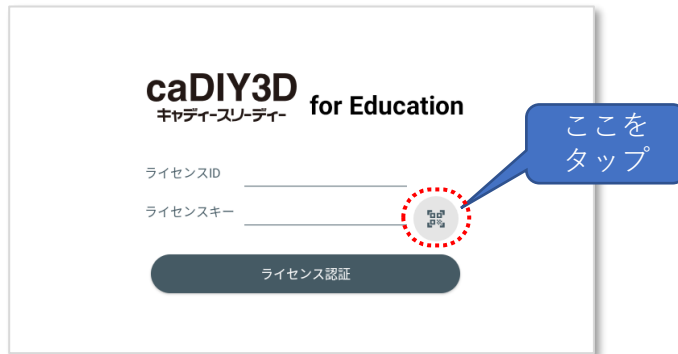 caDIY3D
キャディースリーディー
for Education
ここを
タップ
ライセンスID
ライセンスキー
ライセンス認証